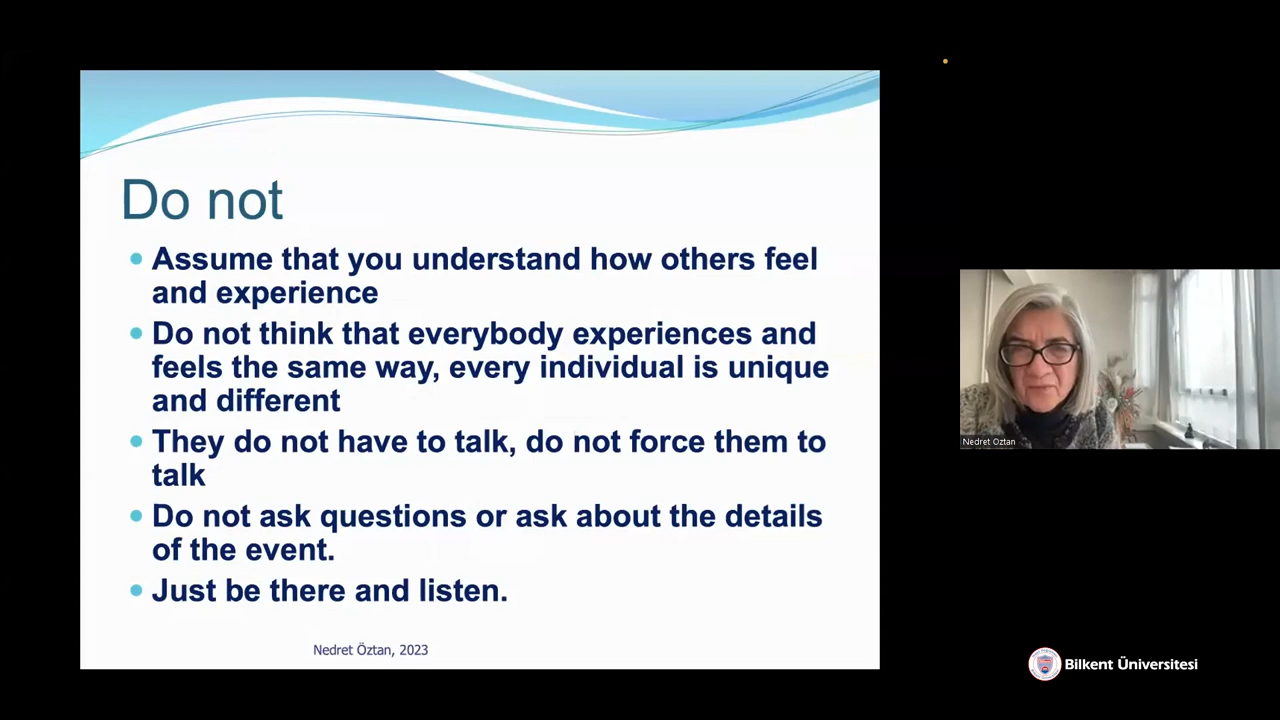 Do not
Assume that you understand how others feel
and experience
Do not think that everybody experiences and
feels the same way, every individual is unique
and different
They do not have to talk, do not force them to
talk
Do not ask questions or ask about the details
of the event.
Just be there and listen.
Nedret Öztan, 2023
Nedret Oztan
Bilkent Üniversitesi